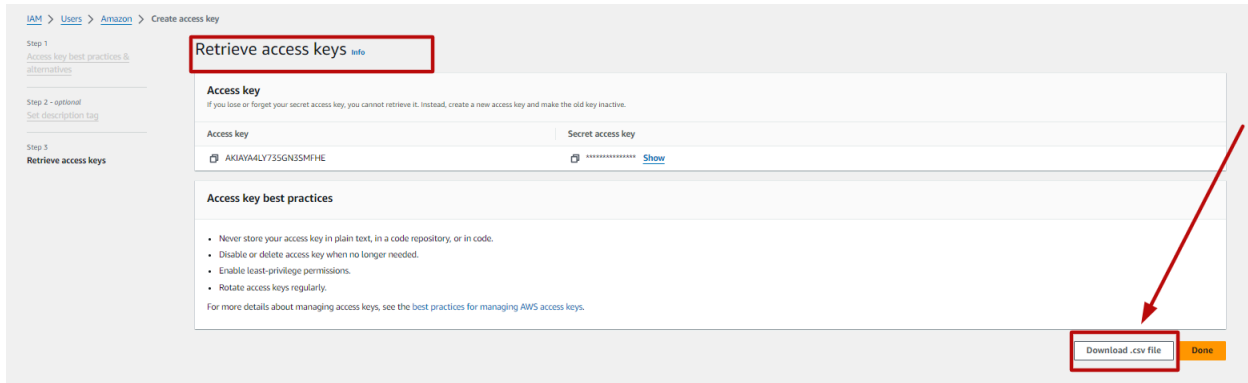 IAM > Users > Amazon > Create access key
Step 1
Access key best practices &
alternatives
Step 2 - optional
Set description tag
Step 3
Retrieve access keys
Retrieve access keys Info
Access key
If you lose or forget your secret access key, you cannot retrieve it. Instead, create a new access key and make the old key inactive.
Access key Secret access key
AKIAYA4LY735GN3SMFHE *************** Show
Access key best practices
• Never store your access key in plain text, in a code repository, or in code.
• Disable or delete access key when no longer needed.
• Enable least-privilege permissions.
• Rotate access keys regularly.
For more details about managing access keys, see the best practices for managing AWS access keys.
Download .csv file Done